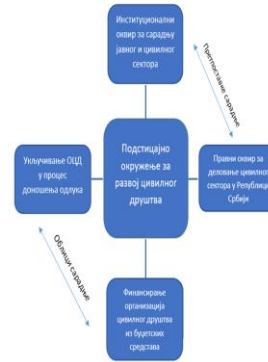 Институционални
оквир за сарадњу
јавног и цивилног
сектора
Претпоставке сарадње
Укључивање ОЦД
у процес
доношења одлука
Подстицајно
окружење за
развој цивилног
друштва
Правни оквир за
деловање цивилног
сектора у Републици
Србији
Облици сарадње
Финансирање
организација
цивилног друштва
из буџетских
средстава